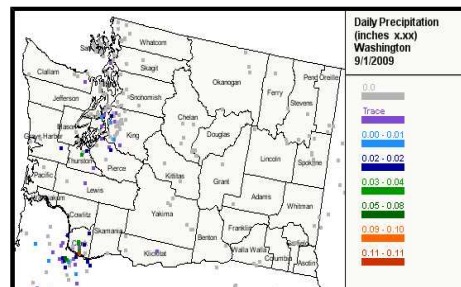 Daily Precipitation
(inches x.xx)
Washington
9/1/2009
0.0
Trace
0.00 - 0.01
0.02 - 0.02
0.03 - 0.04
0.05 - 0.08
0.09 - 0.10
0.11 - 0.11
Whatcom
Skagit
Okanogan
Ferry
Pend Oreille
Stevens
Clallam
Jefferson
Snohomish
Chelan
Douglas
King
Grays Harbor
Lincoln
Spokane
Thurston
Pierce
Kittitas
Grant
Pacific
Lewis
Adams
Whitman
Yakima
Cowlitz
Skamania
Benton
Franklin
Walla Walla
Columbia
Garfield
Asotin
Klickitat